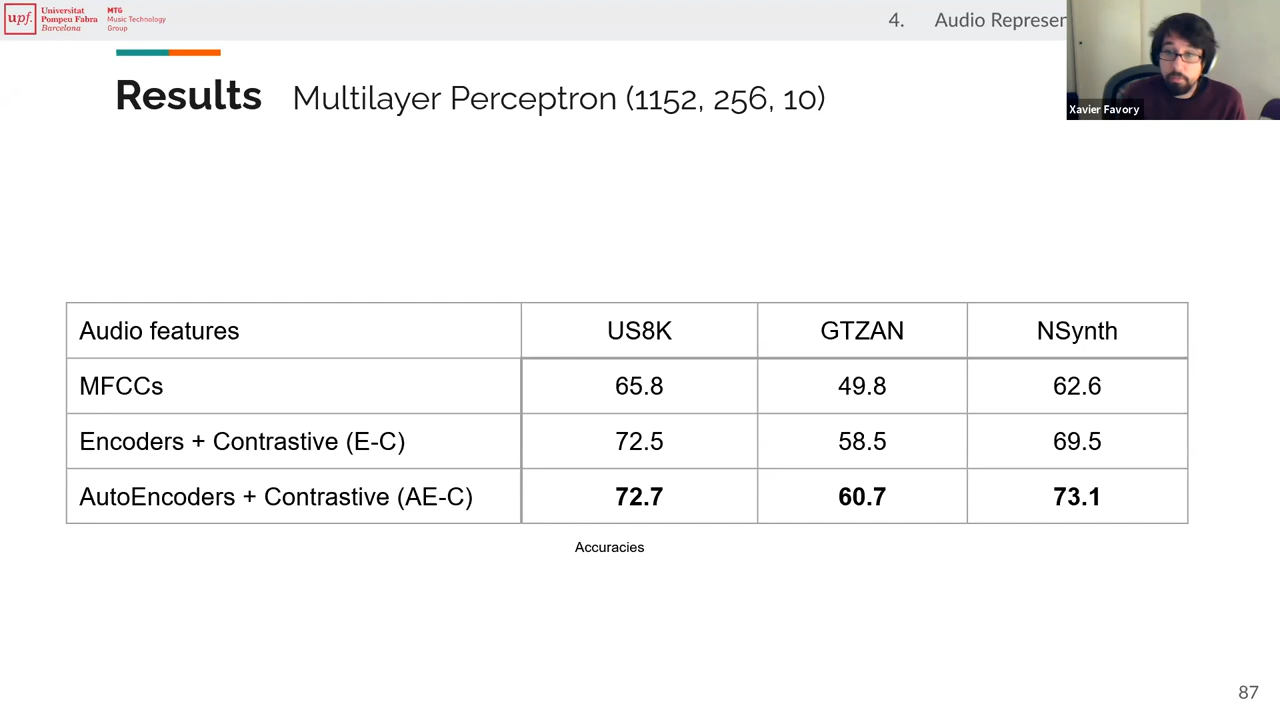 upf.
Universitat
Pompeu Fabra
Barcelona
MTG
Music Technology
Group
4. Audio Represen
Xavier Favory
Results Multilayer Perceptron (1152, 256, 10)
Audio features US8K GTZAN NSynth
MFCCs 65.8 49.8 62.6
Encoders + Contrastive (E-C) 72.5 58.5 69.5
AutoEncoders + Contrastive (AE-C) 72.7 60.7 73.1
Accuracies
87